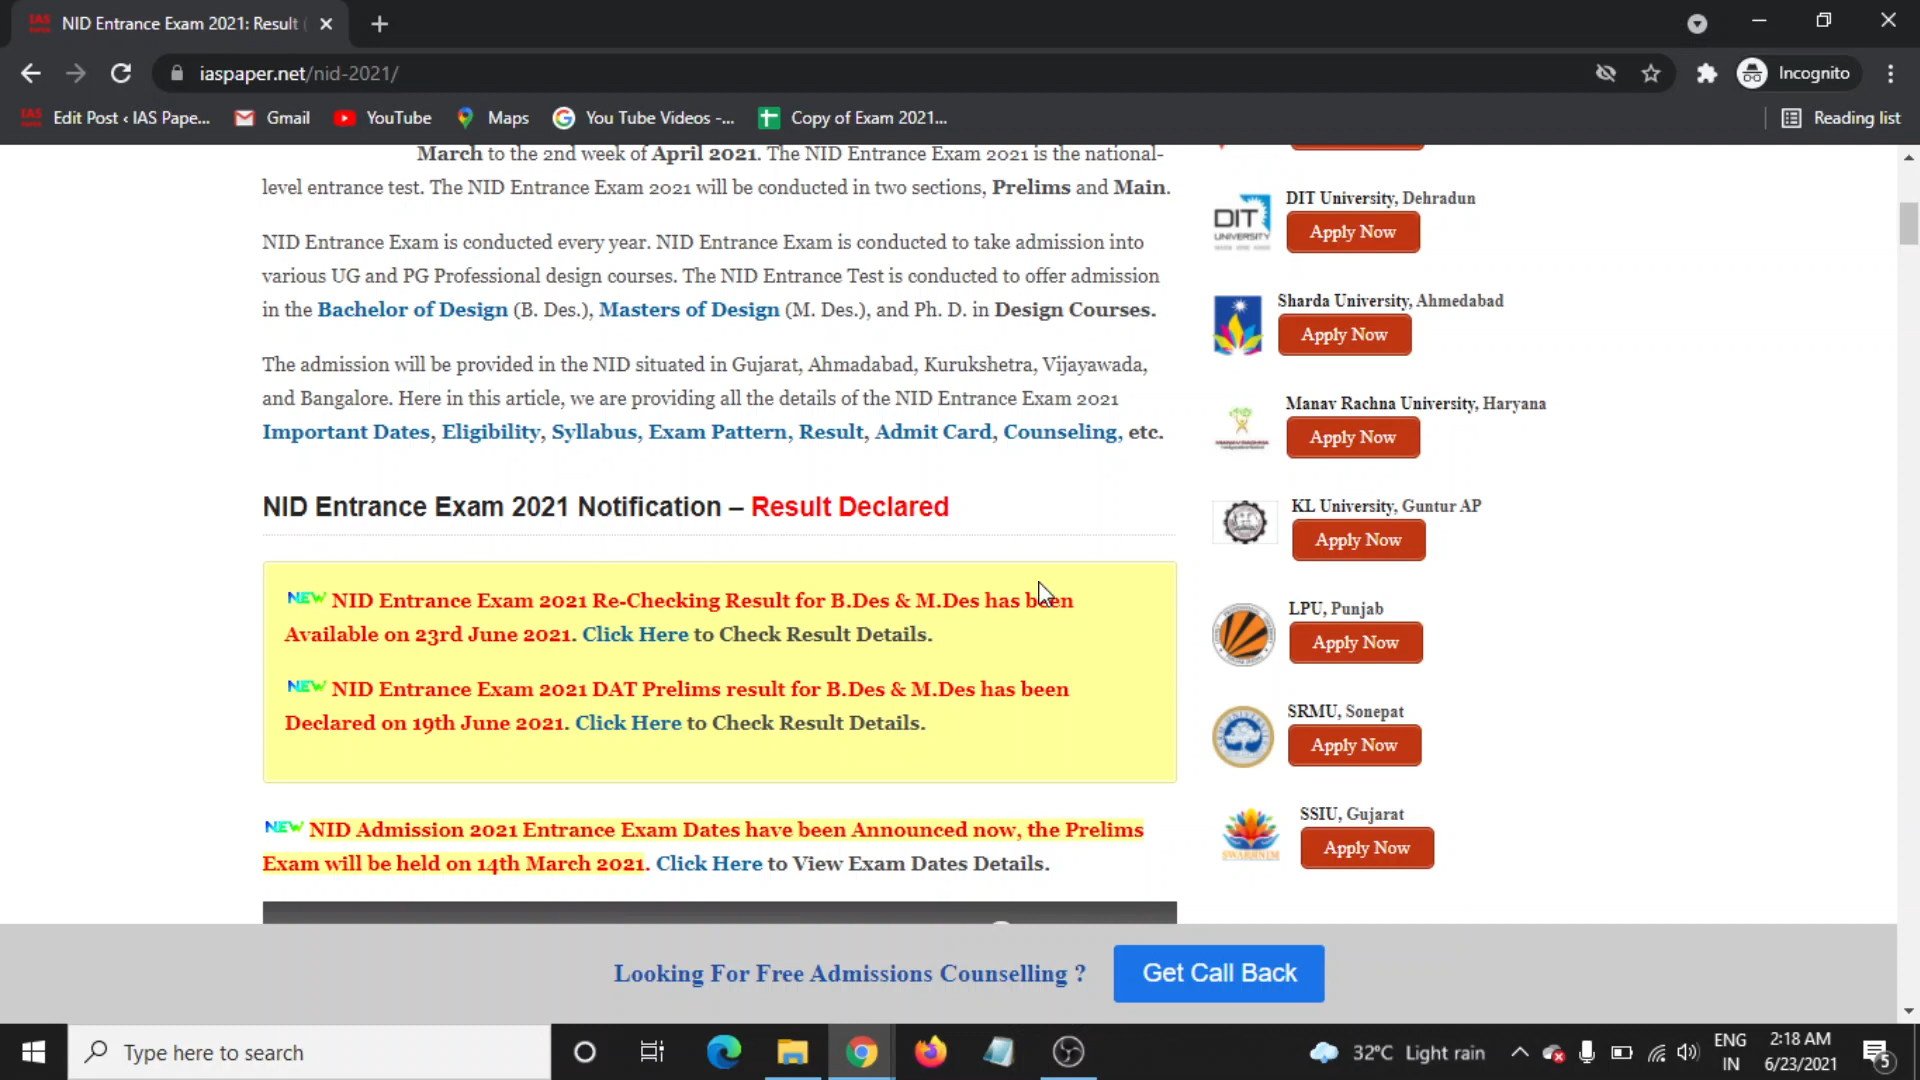 NID Entrance Exam 2021: Result
iaspaper.net/nid-2021/
Incognito
Edit Post ‹ IAS Pape...
Gmail
YouTube
Maps
You Tube Videos -...
Copy of Exam 2021...
Reading list
March to the 2nd week of April 2021. The NID Entrance Exam 2021 is the national-
level entrance test. The NID Entrance Exam 2021 will be conducted in two sections, Prelims and Main.
NID Entrance Exam is conducted every year. NID Entrance Exam is conducted to take admission into
various UG and PG Professional design courses. The NID Entrance Test is conducted to offer admission
in the Bachelor of Design (B. Des.), Masters of Design (M. Des.), and Ph. D. in Design Courses.
The admission will be provided in the NID situated in Gujarat, Ahmadabad, Kurukshetra, Vijayawada,
and Bangalore. Here in this article, we are providing all the details of the NID Entrance Exam 2021
Important Dates, Eligibility, Syllabus, Exam Pattern, Result, Admit Card, Counseling, etc.
NID Entrance Exam 2021 Notification – Result Declared
NEW NID Entrance Exam 2021 Re-Checking Result for B.Des & M.Des has been
Available on 23rd June 2021. Click Here to Check Result Details.
NEW NID Entrance Exam 2021 DAT Prelims result for B.Des & M.Des has been
Declared on 19th June 2021. Click Here to Check Result Details.
NEW NID Admission 2021 Entrance Exam Dates have been Announced now, the Prelims
Exam will be held on 14th March 2021. Click Here to View Exam Dates Details.
DIT UNIVERSITY
DIT University, Dehradun
Apply Now
Sharda University, Ahmedabad
Apply Now
Manav Rachna University, Haryana
Apply Now
KL University, Guntur AP
Apply Now
LPU, Punjab
Apply Now
SRMU, Sonepat
Apply Now
SWARRNIM
SSIU, Gujarat
Apply Now
Looking For Free Admissions Counselling ?
Get Call Back
Type here to search
32°C Light rain
ENG
IN
2:18 AM
6/23/2021
5